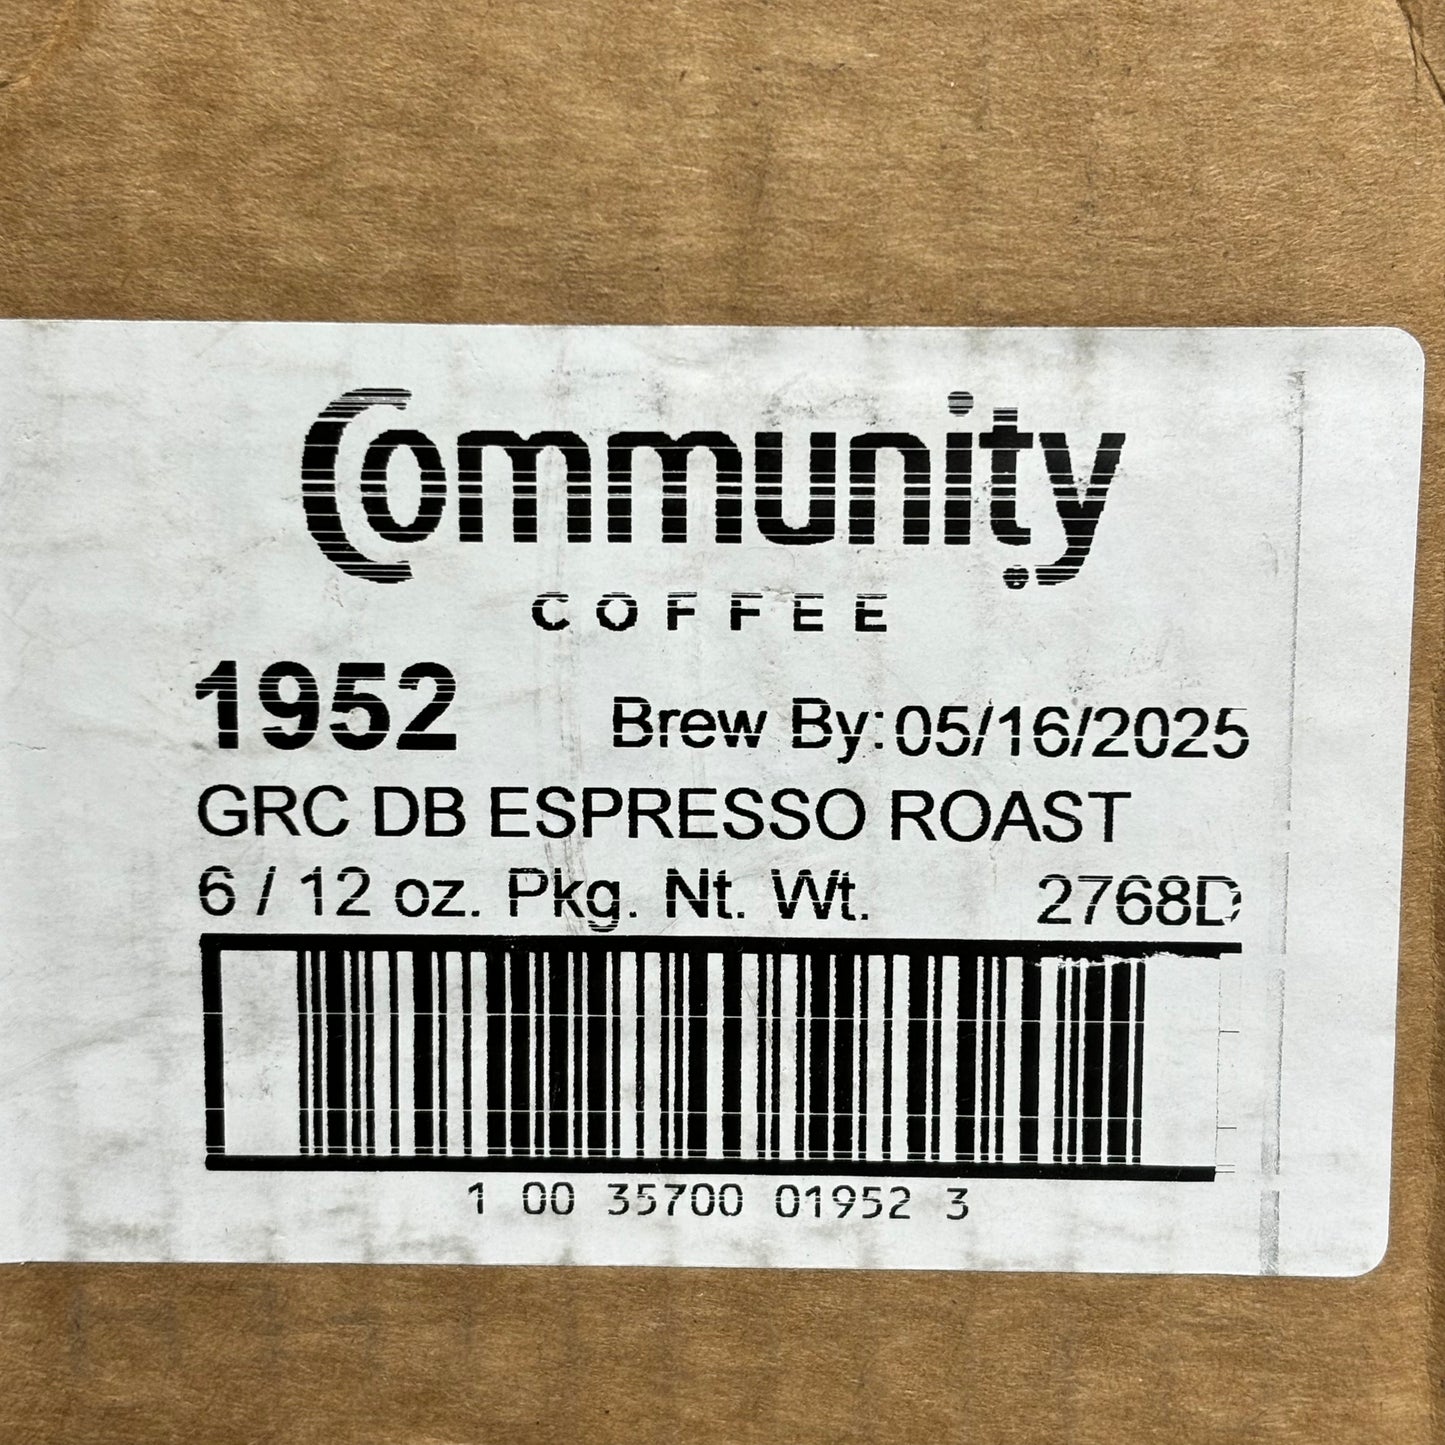 Community
COFFEE
1952 Brew By: 05/16/2025
GRC DB ESPRESSO ROAST
6 / 12 oz. Pkg. Nt. Wt. 2768D
1 00 35700 01952 3